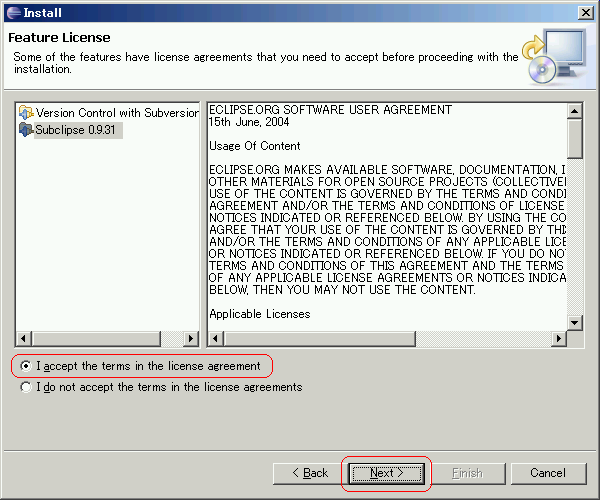 Install
Feature License
Some of the features have license agreements that you need to accept before proceeding with the
installation.
Version Control with Subversion
Subclipse 0.9.31
ECLIPSE.ORG SOFTWARE USER AGREEMENT
15th June, 2004
Usage Of Content
ECLIPSE.ORG MAKES AVAILABLE SOFTWARE, DOCUMENTATION, I
OTHER MATERIALS FOR OPEN SOURCE PROJECTS (COLLECTIVEL
USE OF THE CONTENT IS GOVERNED BY THE TERMS AND COND
AGREEMENT AND/OR THE TERMS AND CONDITIONS OF LICENSE
NOTICES INDICATED OR REFERENCED BELOW. BY USING THE CO
AGREE THAT YOUR USE OF THE CONTENT IS GOVERNED BY THI
AND/OR THE TERMS AND CONDITIONS OF ANY APPLICABLE LICE
OR NOTICES INDICATED OR REFERENCED BELOW. IF YOU DO NO
TERMS AND CONDITIONS OF THIS AGREEMENT AND THE TERMS
OF ANY APPLICABLE LICENSE AGREEMENTS OR NOTICES INDICA
BELOW, THEN YOU MAY NOT USE THE CONTENT.
Applicable Licenses
I accept the terms in the license agreement
I do not accept the terms in the license agreements
< Back
Next >
Finish
Cancel